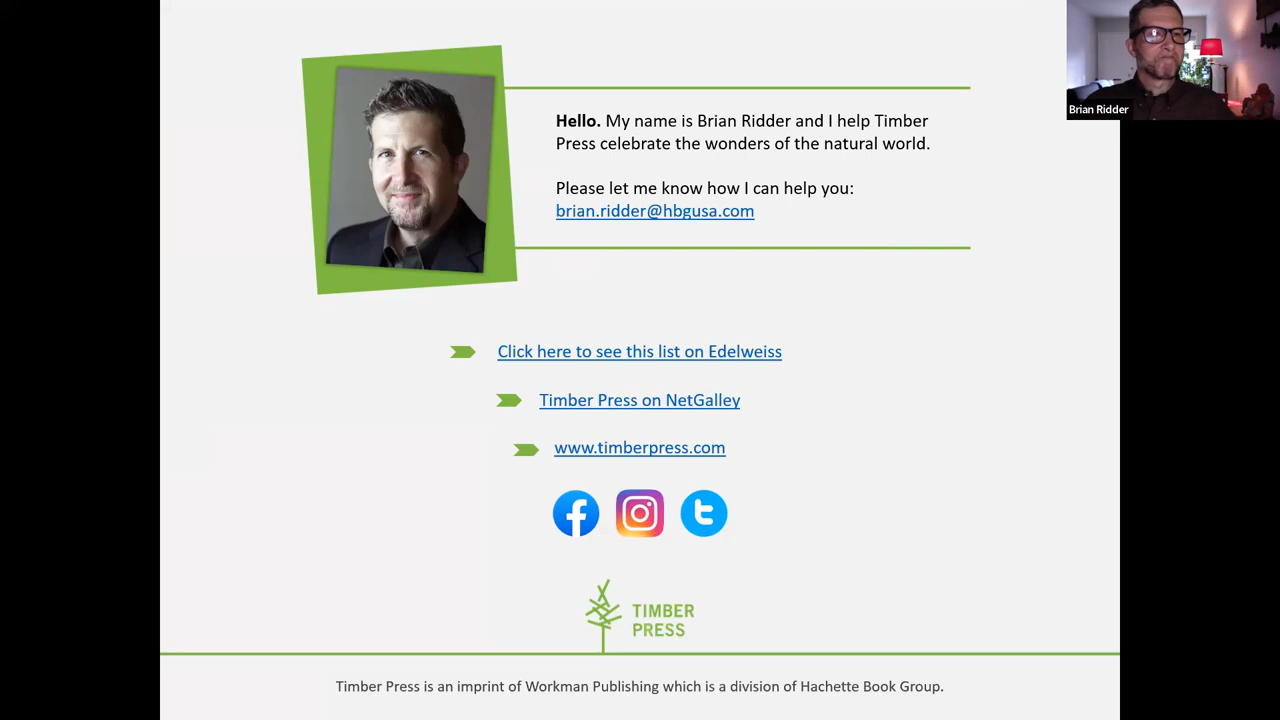 Brian Ridder
Hello. My name is Brian Ridder and I help Timber
Press celebrate the wonders of the natural world.
Please let me know how I can help you:
brian.ridder@hbgusa.com
Click here to see this list on Edelweiss
Timber Press on NetGalley
www.timberpress.com
TIMBER
PRESS
Timber Press is an imprint of Workman Publishing which is a division of Hachette Book Group.